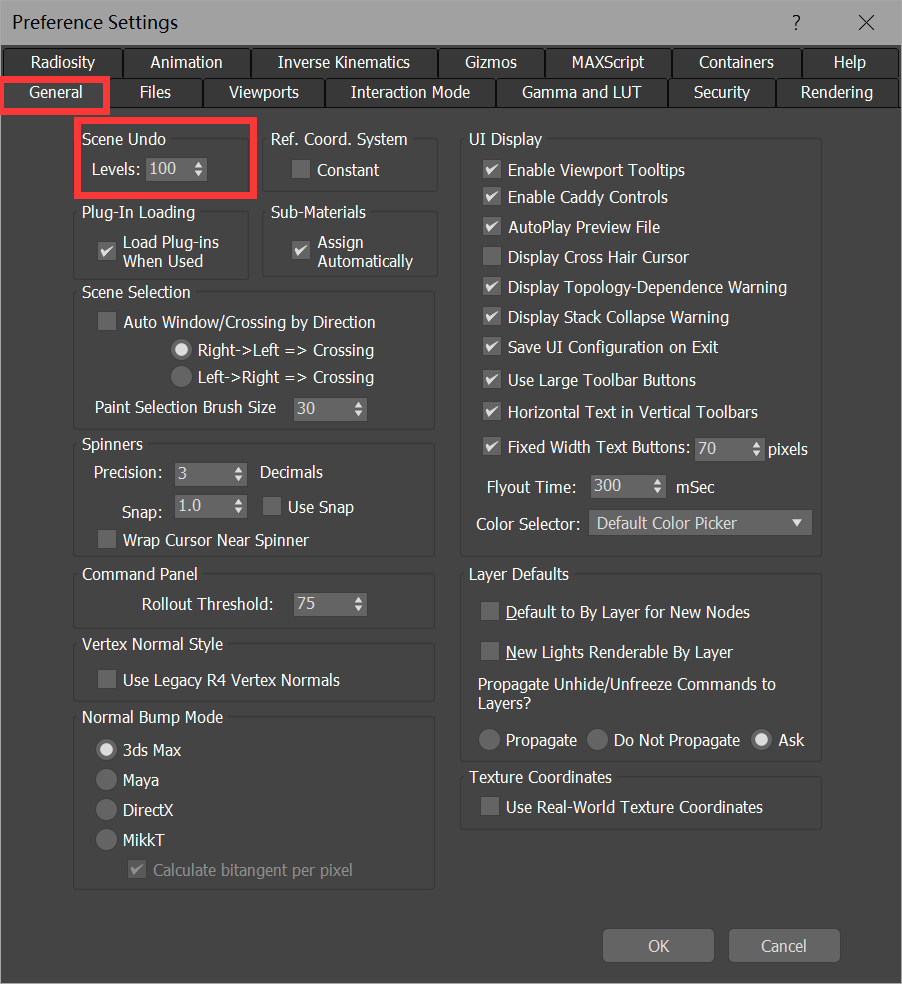 Preference Settings
?
Radiosity Animation Inverse Kinematics Gizmos MAXScript Containers Help
General Files Viewports Interaction Mode Gamma and LUT Security Rendering
Scene Undo
Levels: 100
Ref. Coord. System
Constant
Plug-In Loading
Load Plug-ins
When Used
Sub-Materials
Assign
Automatically
Scene Selection
Auto Window/Crossing by Direction
Right->Left => Crossing
Left->Right => Crossing
Paint Selection Brush Size 30
Spinners
Precision: 3 Decimals
Snap: 1.0 Use Snap
Wrap Cursor Near Spinner
Command Panel
Rollout Threshold: 75
Vertex Normal Style
Use Legacy R4 Vertex Normals
Normal Bump Mode
3ds Max
Maya
DirectX
MikkT
Calculate bitangent per pixel
UI Display
Enable Viewport Tooltips
Enable Caddy Controls
AutoPlay Preview File
Display Cross Hair Cursor
Display Topology-Dependence Warning
Display Stack Collapse Warning
Save UI Configuration on Exit
Use Large Toolbar Buttons
Horizontal Text in Vertical Toolbars
Fixed Width Text Buttons: 70 pixels
Flyout Time: 300 mSec
Color Selector: Default Color Picker
Layer Defaults
Default to By Layer for New Nodes
New Lights Renderable By Layer
Propagate Unhide/Unfreeze Commands to
Layers?
Propagate Do Not Propagate Ask
Texture Coordinates
Use Real-World Texture Coordinates
OK Cancel